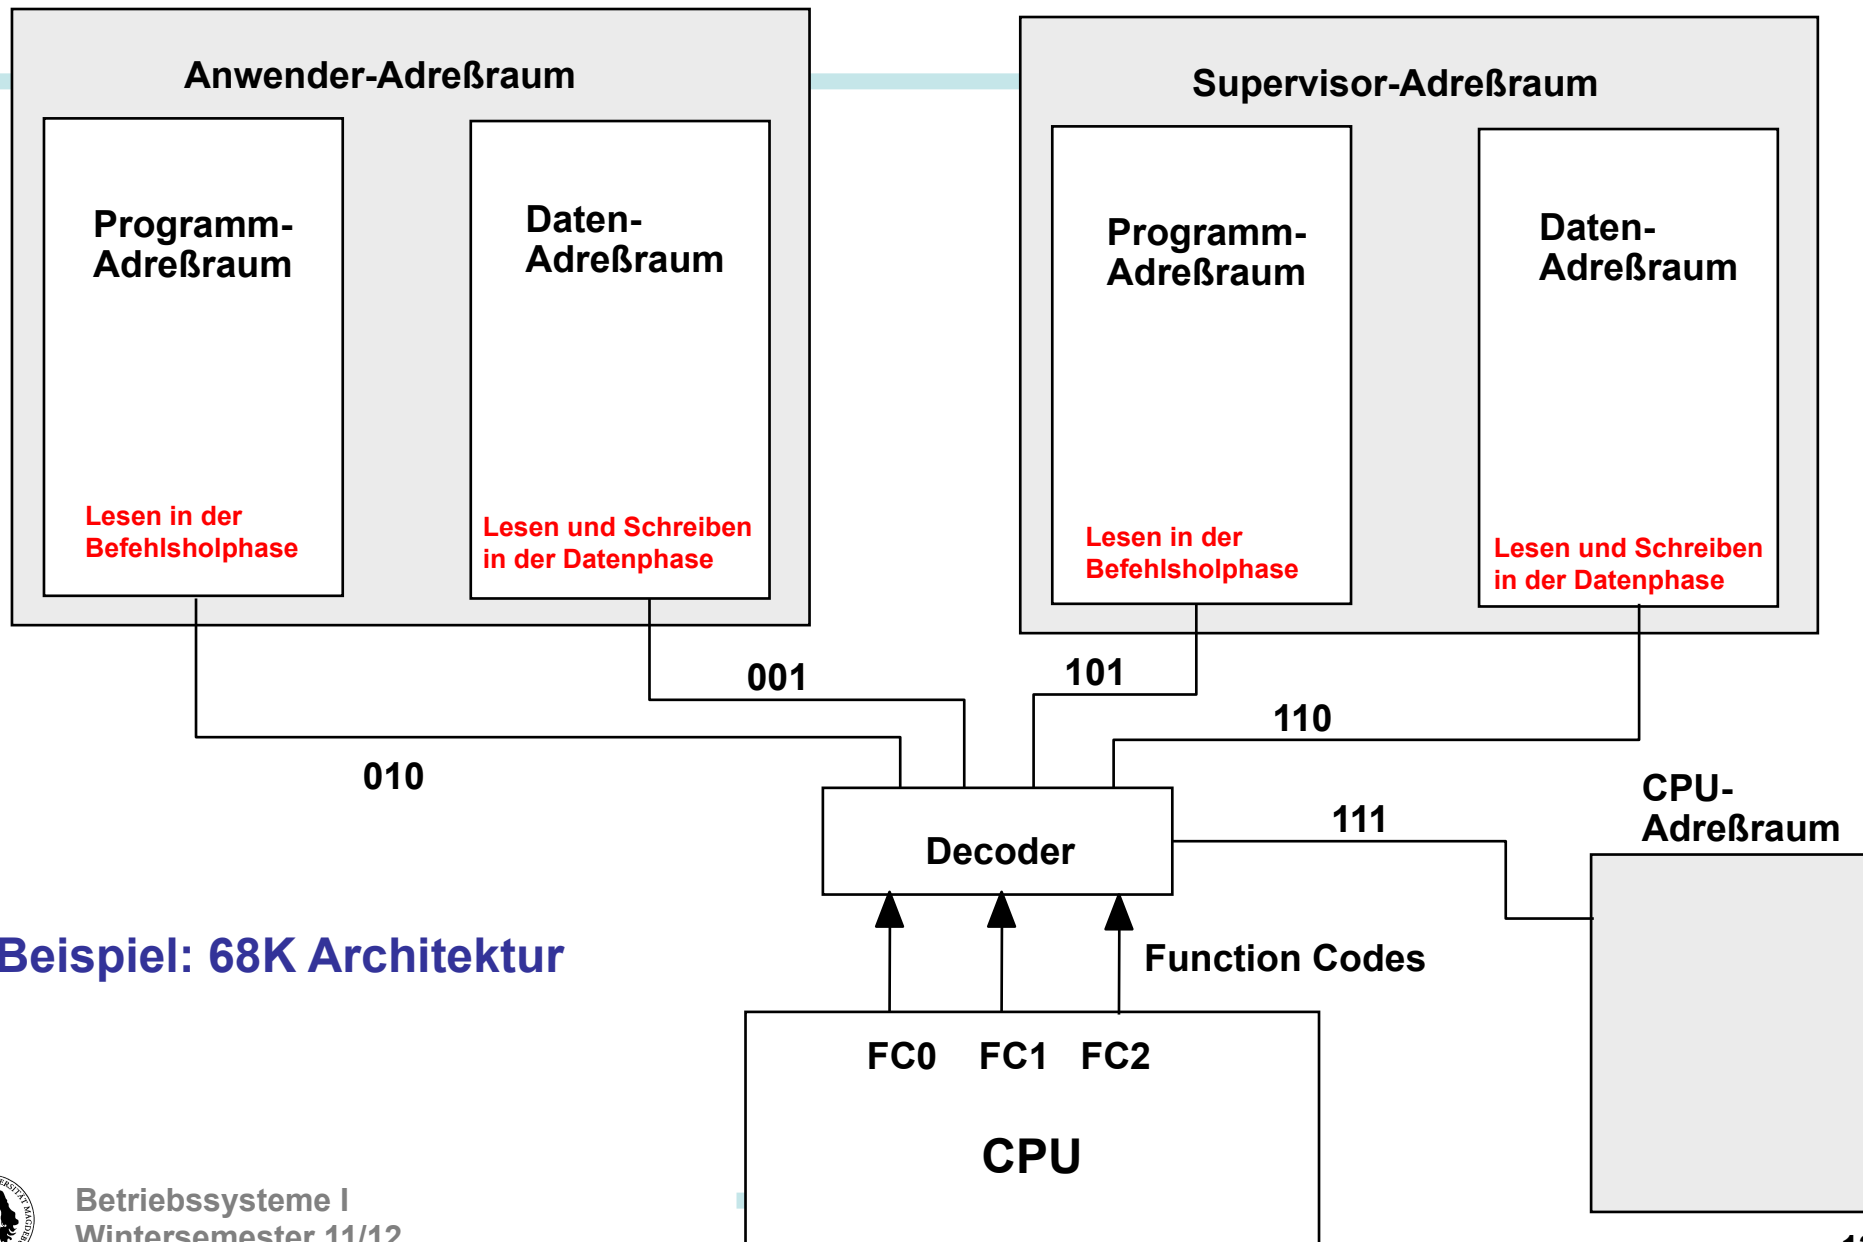 Anwender-Adreßraum
Supervisor-Adreßraum
Programm-
Adreßraum
Daten-
Adreßraum
Programm-
Adreßraum
Daten-
Adreßraum
Lesen in der
Befehlsholphase
Lesen und Schreiben
in der Datenphase
Lesen in der
Befehlsholphase
Lesen und Schreiben
in der Datenphase
001
101
110
010
111
CPU-
Adreßraum
Decoder
Beispiel: 68K Architektur
Function Codes
FC0 FC1 FC2
CPU
Betriebssysteme I
Wintersemester 11/12